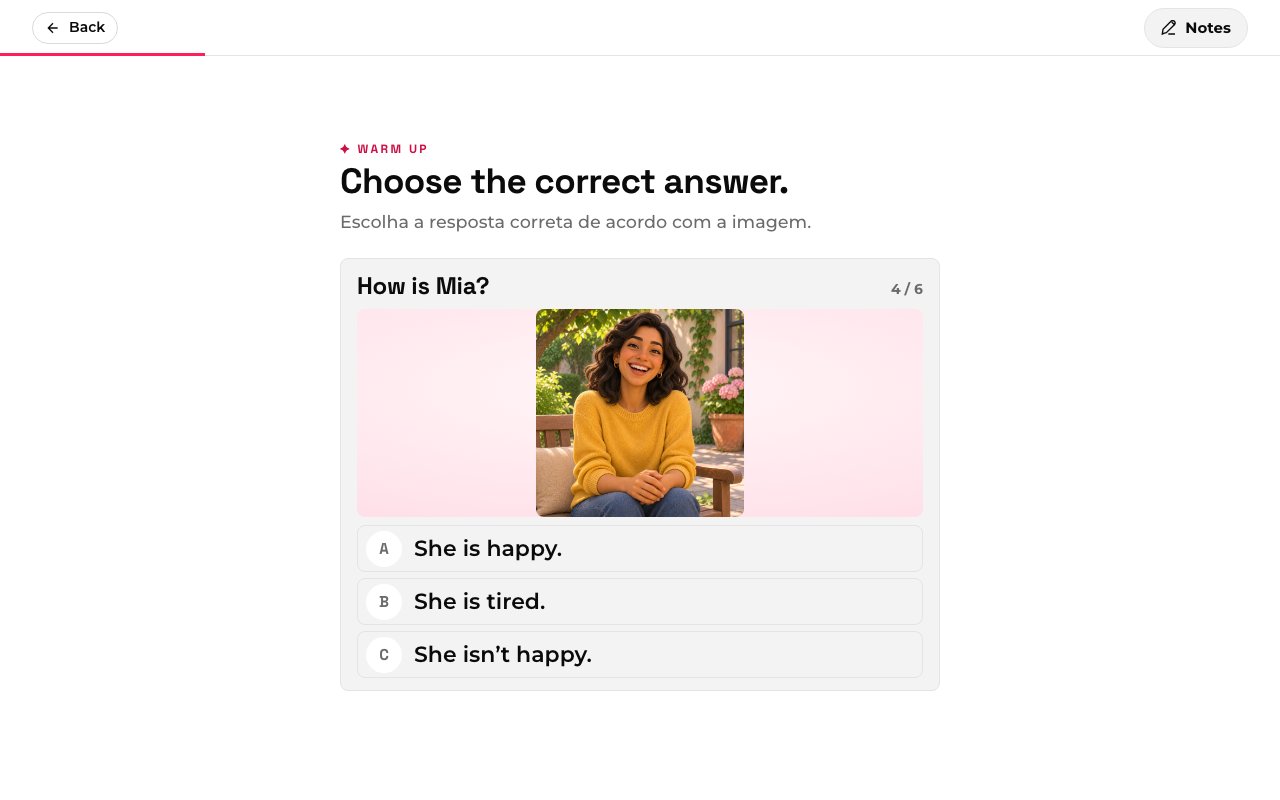 Back
Notes
WARM UP
Choose the correct answer.
Escolha a resposta correta de acordo com a imagem.
How is Mia?
4 / 6
A She is happy.
B She is tired.
C She isn’t happy.